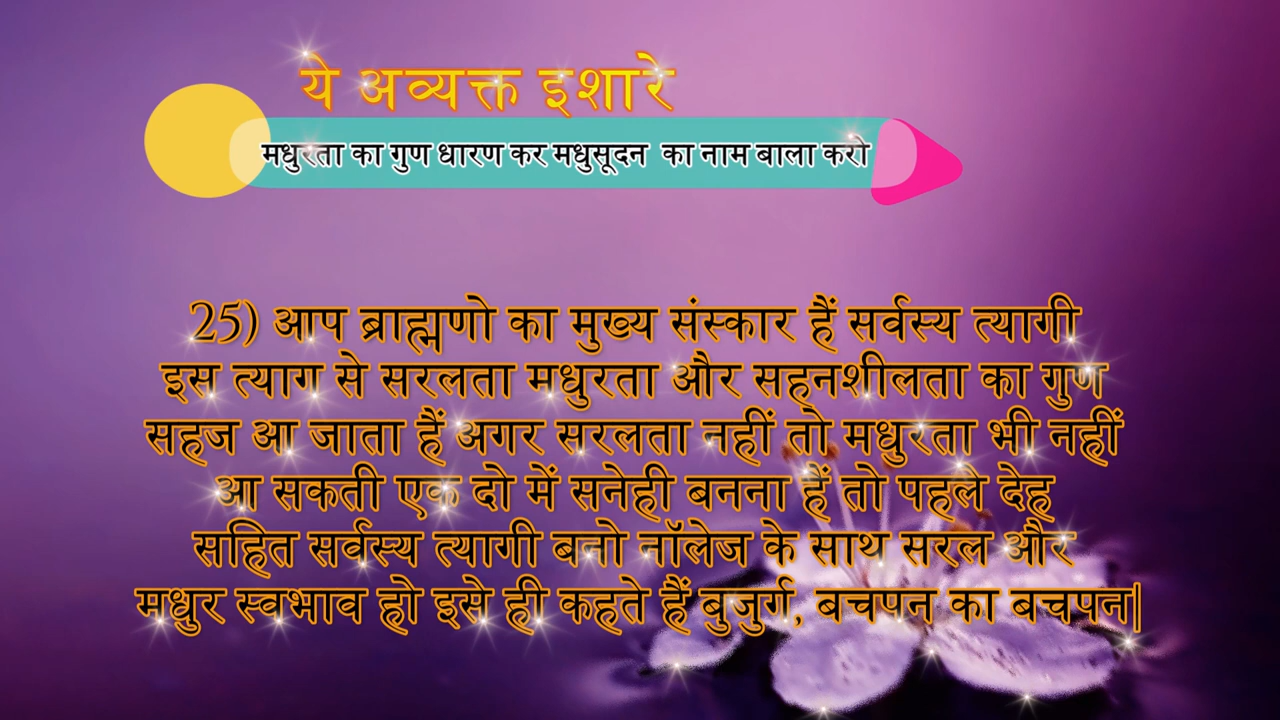 ये अव्यक्त इशारे
मधुरता का गुण धारण कर मधुसूदन का नाम बाला करो
25) आप ब्राह्मणो का मुख्य संस्कार हैं सर्वस्य त्यागी
इस त्याग से सरलता मधुरता और सहनशीलता का गुण
सहज आ जाता हैं अगर सरलता नहीं तो मधुरता भी नहीं
आ सकती एक दो में सनेही बनना हें तो पहले देह
सहित सर्वस्य त्यागी बनो नॉलेज के साथ सरल और
मधुर स्वभाव हो इसे ही कहते हैं बुजुर्ग, बचपन का बचपन|